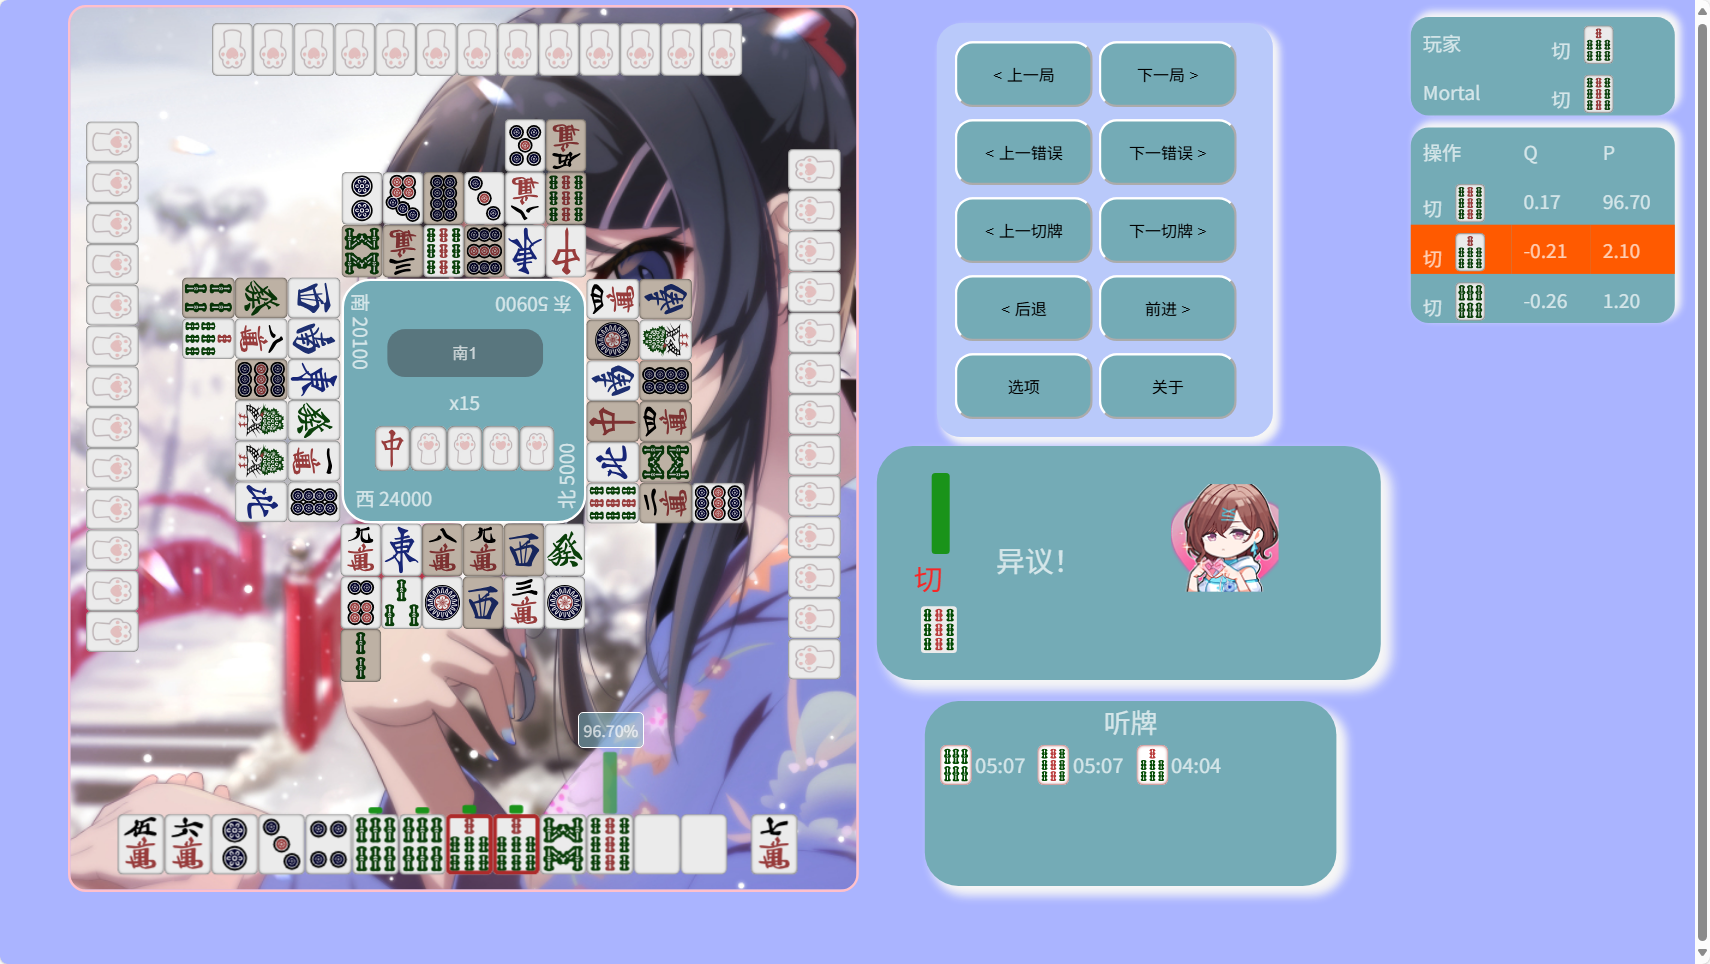 南 20100
东 50900
南1
x15
西 24000
北 5000
96.70%
< 上一局
下一局 >
< 上一错误
下一错误 >
< 上一切牌
下一切牌 >
< 后退
前进 >
选项
关于
切
异议！
听牌
05:07
05:07
04:04
玩家 切
Mortal 切
操作 Q P
切 0.17 96.70
切 -0.21 2.10
切 -0.26 1.20